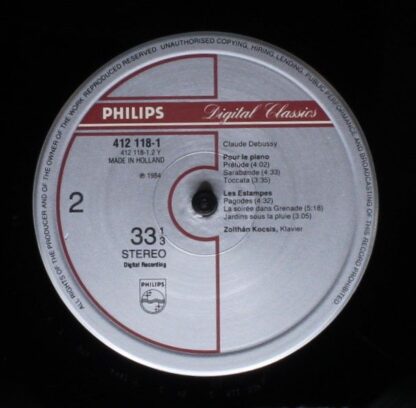 ALL RIGHTS OF THE PRODUCER AND OF THE OWNER OF THE WORK REPRODUCED RESERVED. UNAUTHORISED COPYING, HIRING, LENDING, PUBLIC PERFORMANCE AND BROADCASTING OF THIS RECORD PROHIBITED.
PHILIPS Digital Classics
412 118-1
412 118-1.2 Y
MADE IN HOLLAND
℗ 1984
2
33 1/3
STEREO
Digital Recording
PHILIPS
Claude Debussy
Pour le piano
Prélude (4:02)
Sarabande (4:33)
Toccata (3:35)
Les Estampes
Pagodes (4:32)
La soirée dans Grenade (5:18)
Jardins sous la pluie (3:05)
Zolthán Kocsis, Klavier